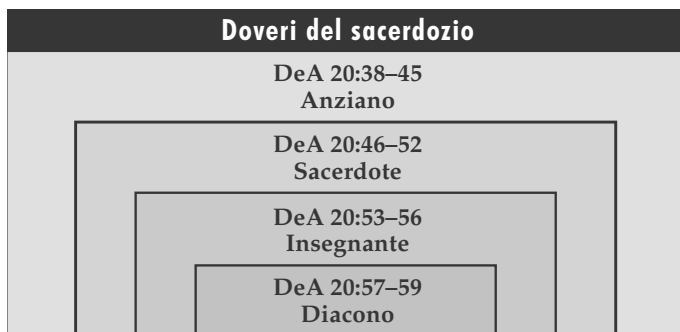 Doveri del sacerdozio
DeA 20:38–45
Anziano
DeA 20:46–52
Sacerdote
DeA 20:53–56
Insegnante
DeA 20:57–59
Diacono